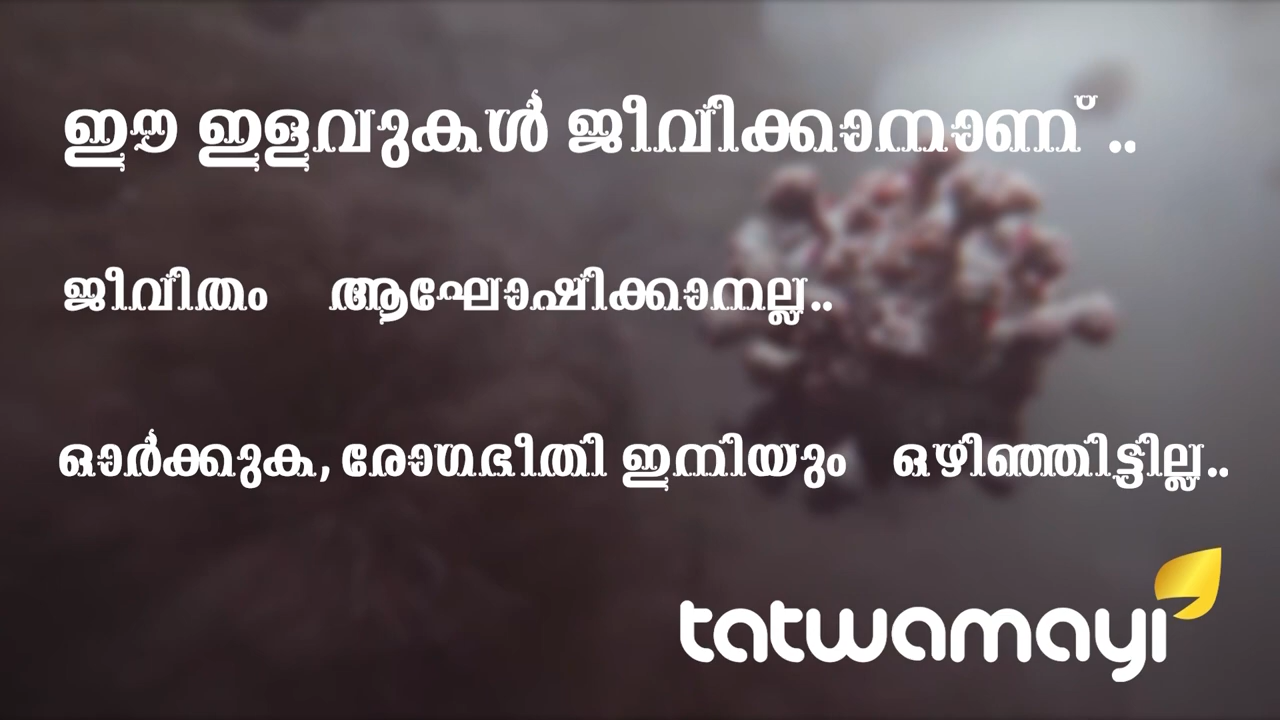 ഈ ഇളവുകൾ ജീവിക്കാനാണ് ..
ജീവിതം ആഘോഷിക്കാനല്ല..
ഓർക്കുക, രോഗഭീതി ഇനിയും ഒഴിഞ്ഞിട്ടില്ല..
tatwamayi